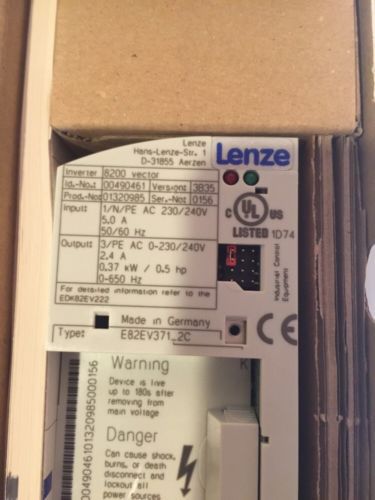 Lenze
Hans-Lenze-Str. 1
D-31855 Aerzen
Lenze
Inverter 8200 vector
Id.-No.: 00490461 Version: 3B35
Prod.-No: 01320985 Ser.-No: 0156
Input: 1/N/PE AC 230/240V
5.0 A
50/60 Hz
Output: 3/PE AC 0-230/240V
2.4 A
0.37 kW / 0.5 hp
0-650 Hz
For detailed information refer to the
EDK82EV222
C UL US
LISTED 1D74
Industrial Control
Equipment
Made in Germany
Type: E82EV371_2C
CE
Warning
Device is live
up to 180s after
removing from
main voltage
Danger
Can cause shock,
burns, or death
disconnect and
lockout all
power sources
K
0049046101320985000156